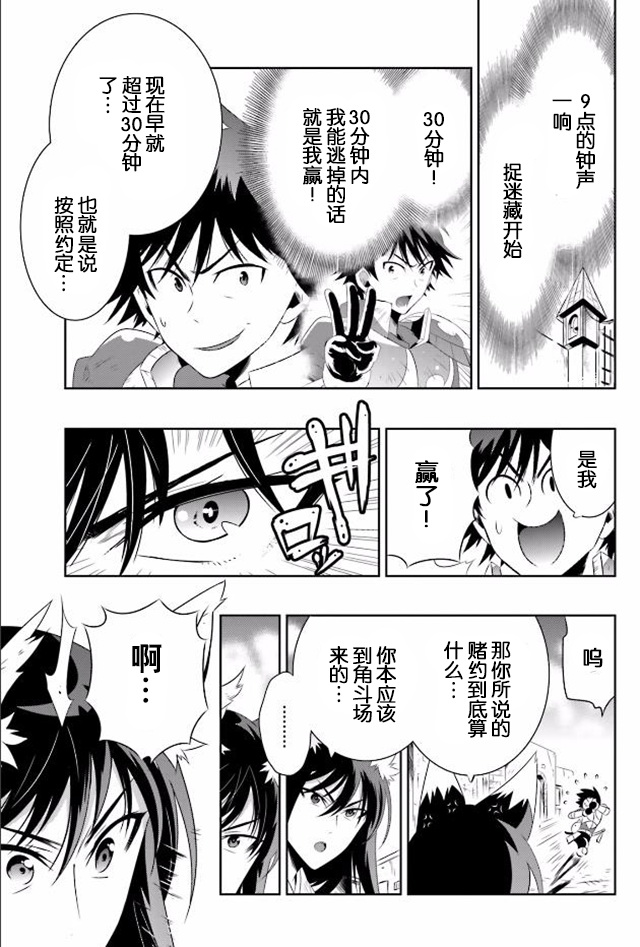 9点的钟声
一响
捉迷藏开始
30分钟！
30分钟内
我能逃掉的话
就是我赢！
现在早就
超过30分钟
了…
也就是说
按照约定…
是我
赢了！
呜
那你所说的
赌约到底算
什么…
你本应该
到角斗场
来的…
……
啊…